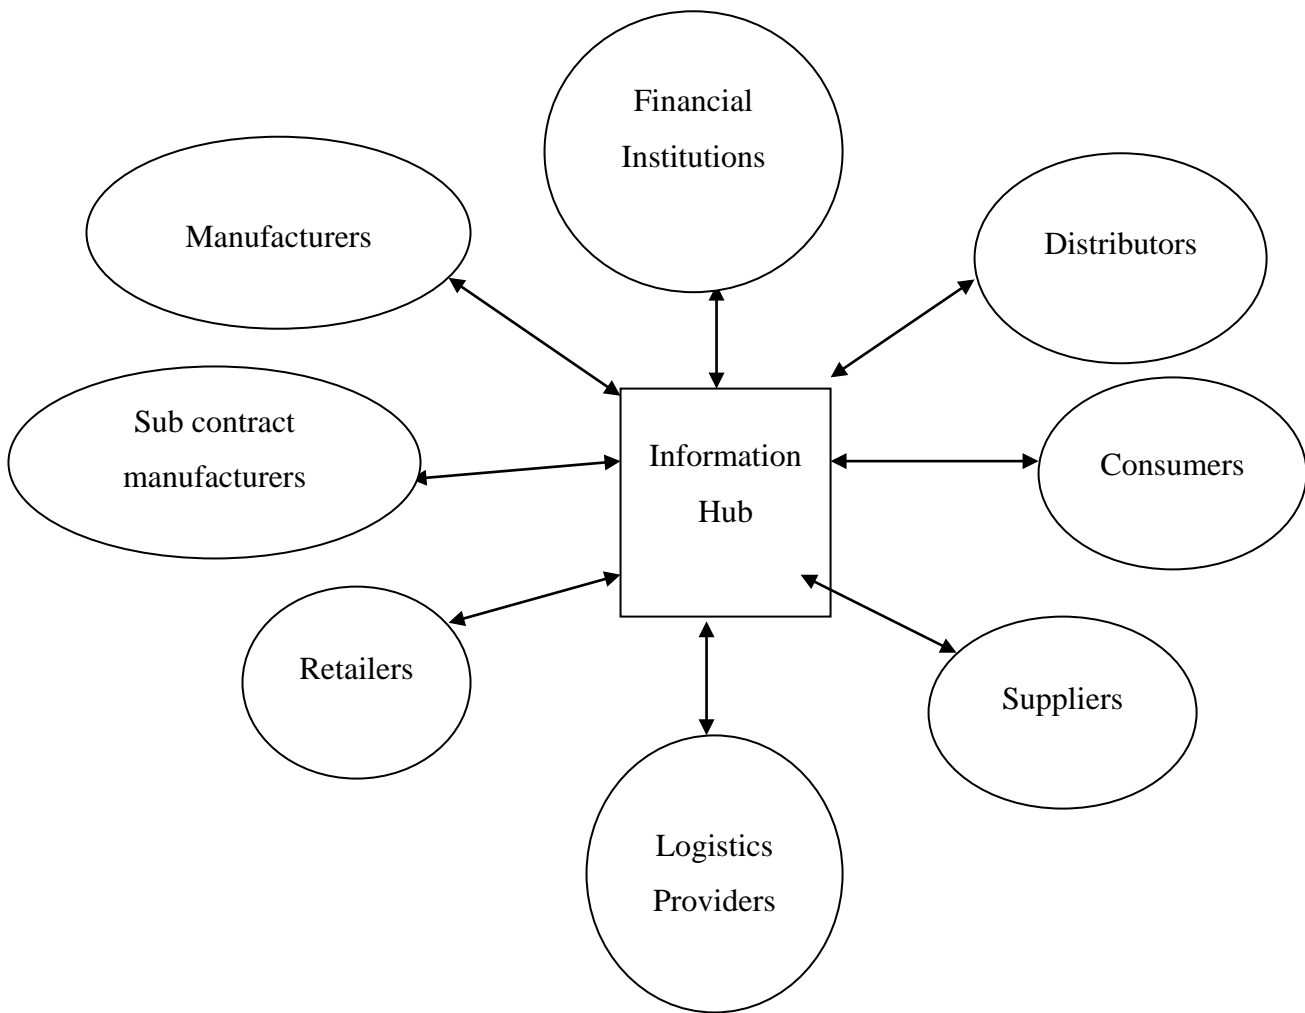 Financial
Institutions
Manufacturers
Distributors
Sub contract
manufacturers
Information
Hub
Consumers
Retailers
Suppliers
Logistics
Providers